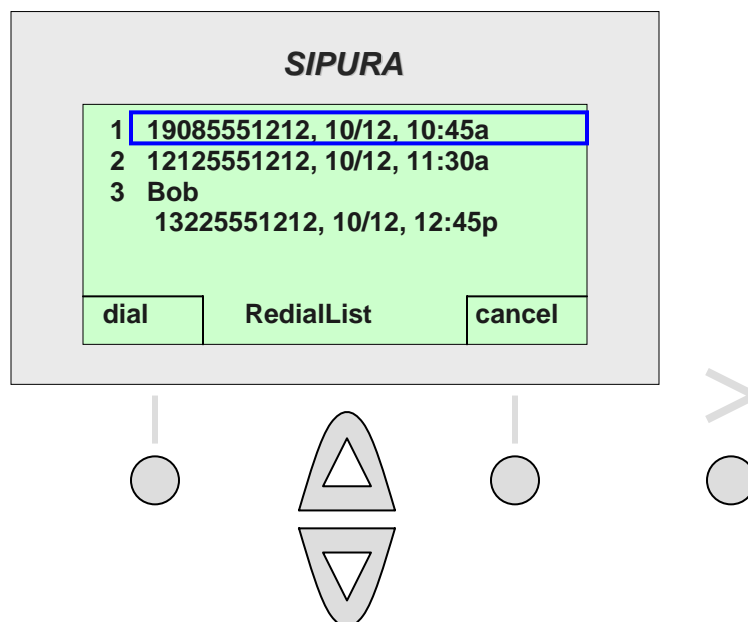 SIPURA
1 19085551212, 10/12, 10:45a
2 12125551212, 10/12, 11:30a
3 Bob
13225551212, 10/12, 12:45p
dial RedialList cancel
>